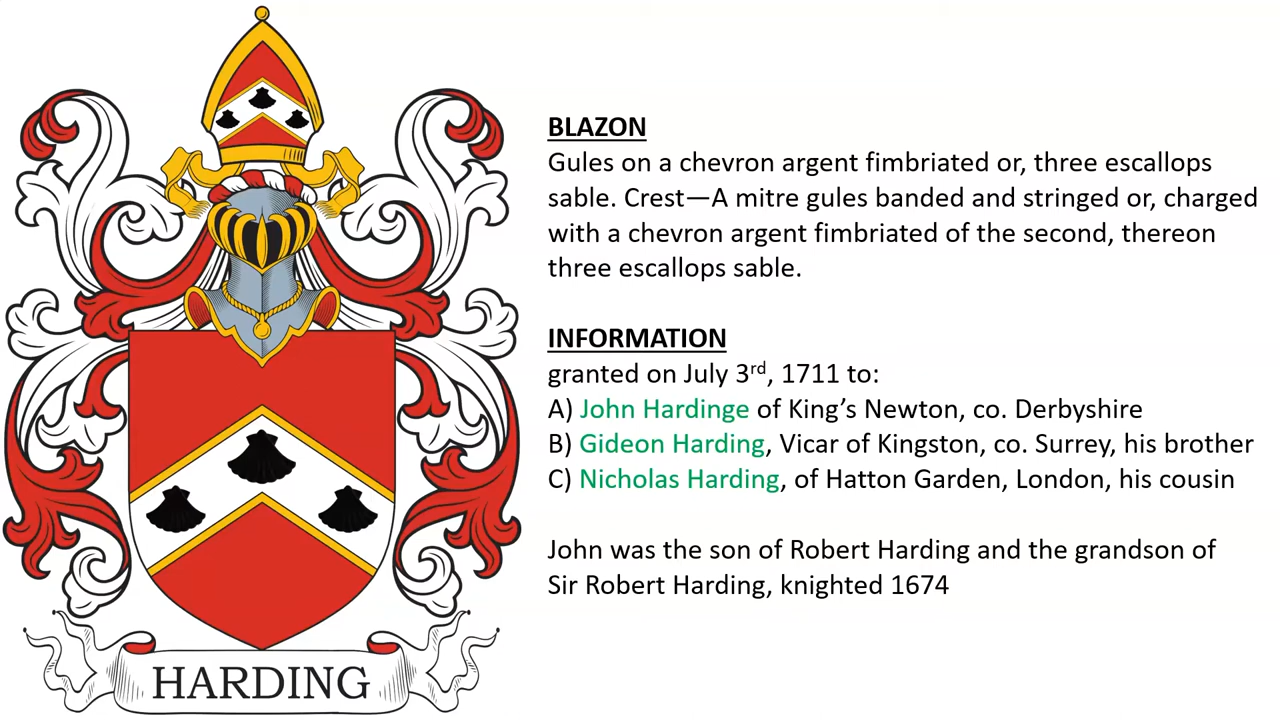 BLAZON
Gules on a chevron argent fimbriated or, three escallops
sable. Crest—A mitre gules banded and stringed or, charged
with a chevron argent fimbriated of the second, thereon
three escallops sable.
INFORMATION
granted on July 3rd, 1711 to:
A) John Hardinge of King’s Newton, co. Derbyshire
B) Gideon Harding, Vicar of Kingston, co. Surrey, his brother
C) Nicholas Harding, of Hatton Garden, London, his cousin
John was the son of Robert Harding and the grandson of
Sir Robert Harding, knighted 1674
HARDING